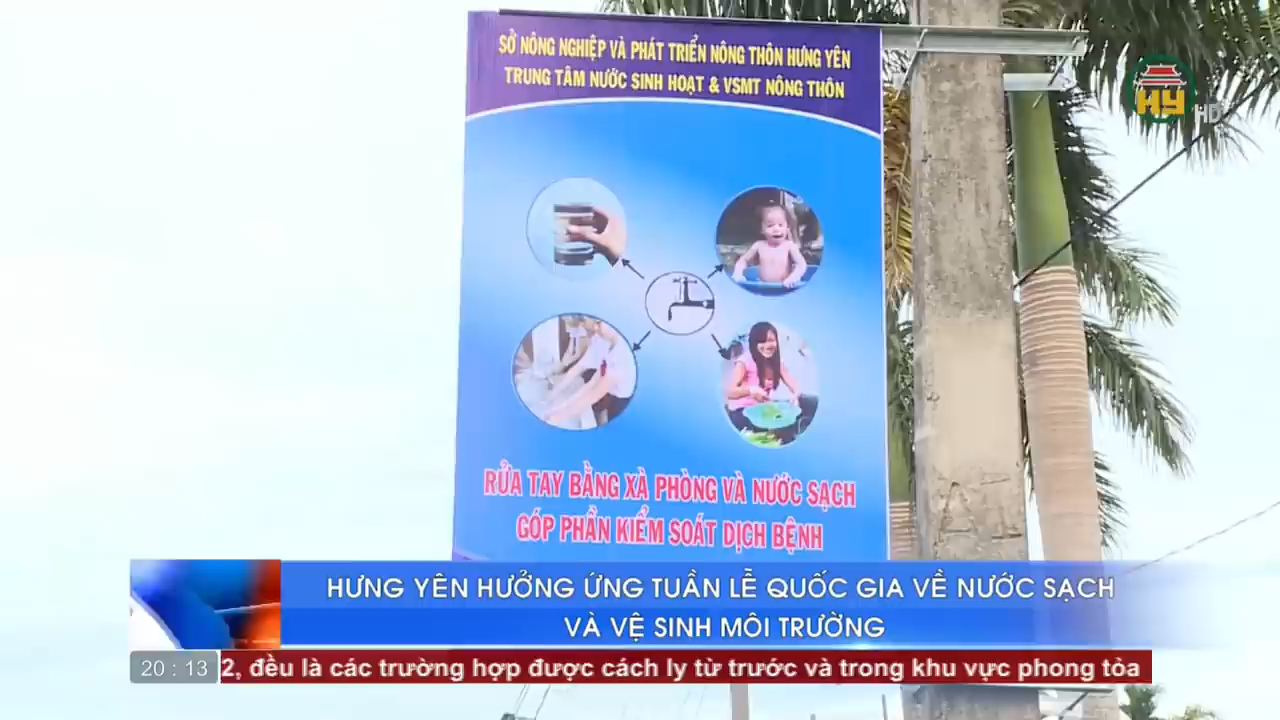 SỞ NÔNG NGHIỆP VÀ PHÁT TRIỂN NÔNG THÔN HƯNG YÊN
TRUNG TÂM NƯỚC SINH HOẠT & VSMT NÔNG THÔN
HY
HD
RỬA TAY BẰNG XÀ PHÒNG VÀ NƯỚC SẠCH
GÓP PHẦN KIỂM SOÁT DỊCH BỆNH
HƯNG YÊN HƯỞNG ỨNG TUẦN LỄ QUỐC GIA VỀ NƯỚC SẠCH
VÀ VỆ SINH MÔI TRƯỜNG
20 : 13 2, đều là các trường hợp được cách ly từ trước và trong khu vực phong tỏa